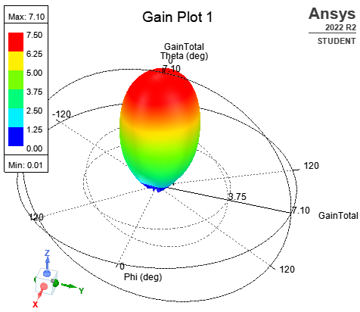 Gain Plot 1
Ansys
2022 R2
STUDENT
Max: 7.10
7.50
6.25
5.00
3.75
2.50
1.25
0.00
Min: 0.01
GainTotal
Theta (deg)
0
7.10
-120
120
3.75
7.10
GainTotal
120
120
0
Phi (deg)
Z
Y
X